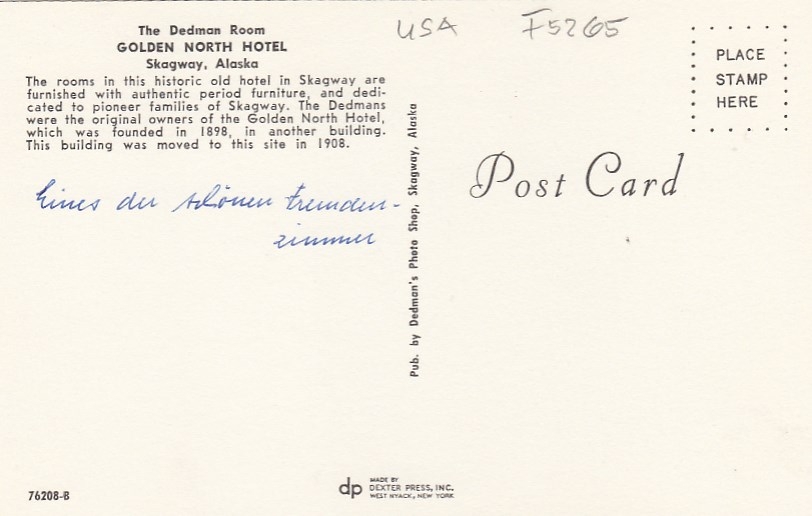 USA F5265
The Dedman Room
GOLDEN NORTH HOTEL
Skagway, Alaska
The rooms in this historic old hotel in Skagway are
furnished with authentic period furniture, and dedi-
cated to pioneer families of Skagway. The Dedmans
were the original owners of the Golden North Hotel,
which was founded in 1898, in another building.
This building was moved to this site in 1908.
Eines der schönen Fremden-
zimmer
Pub. by Dedman's Photo Shop, Skagway, Alaska
PLACE
STAMP
HERE
Post Card
76208-B
dp
MADE BY
DEXTER PRESS, INC.
WEST NYACK, NEW YORK